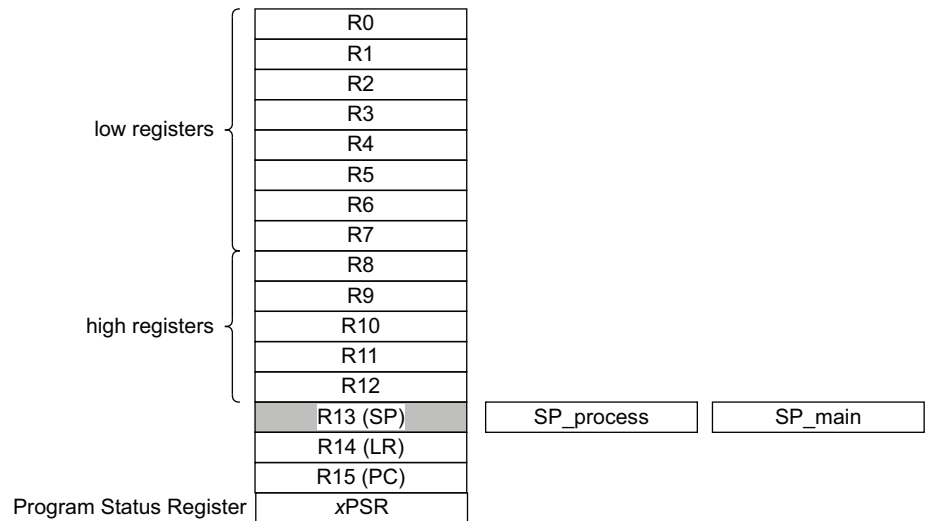 R0
R1
R2
R3
low registers
R4
R5
R6
R7
R8
R9
high registers
R10
R11
R12
R13 (SP) SP_process SP_main
R14 (LR)
R15 (PC)
Program Status Register xPSR